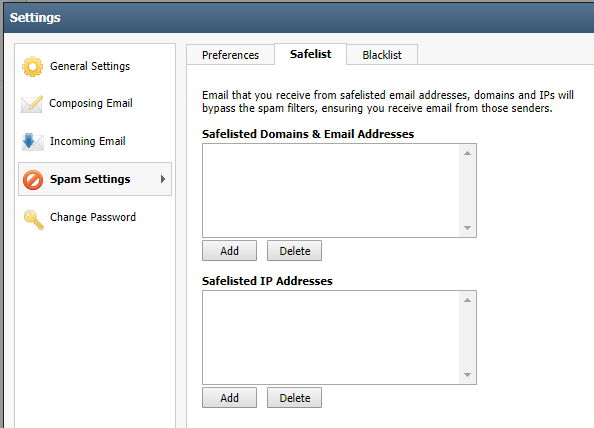 Settings
General Settings
Composing Email
Incoming Email
Spam Settings
Change Password
Preferences
Safelist
Blacklist
Email that you receive from safelisted email addresses, domains and IPs will
bypass the spam filters, ensuring you receive email from those senders.
Safelisted Domains & Email Addresses
Add
Delete
Safelisted IP Addresses
Add
Delete